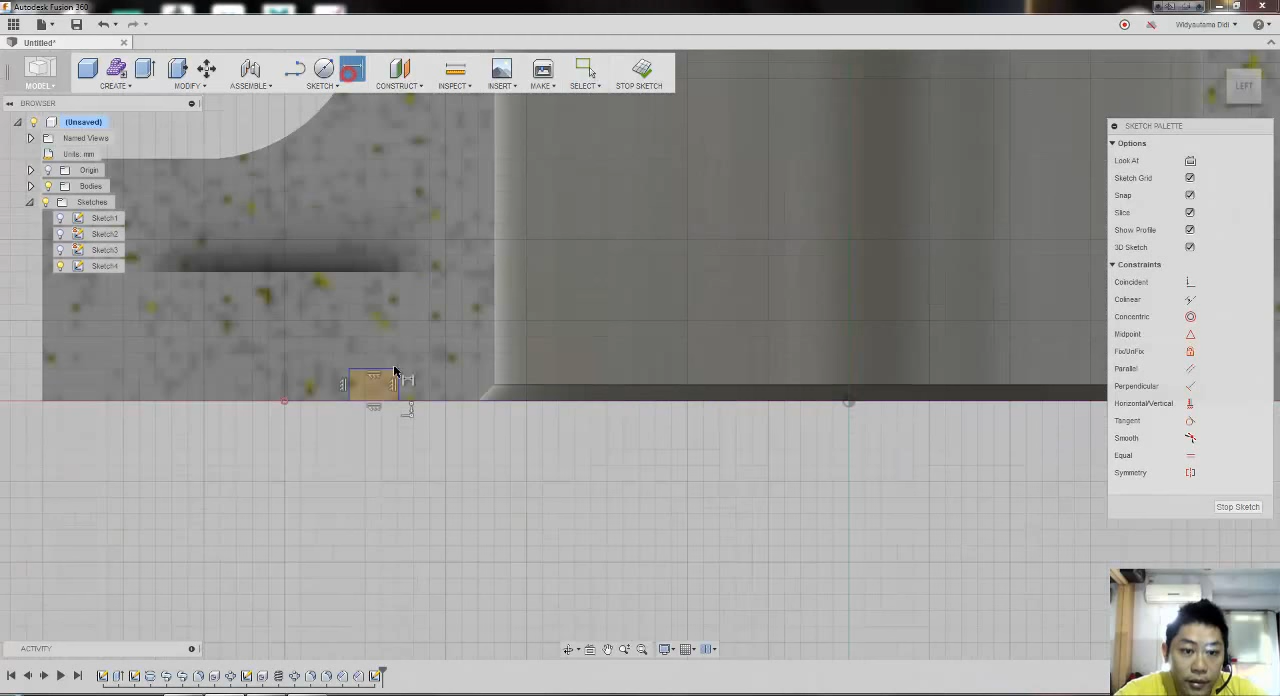 Autodesk Fusion 360
Widyautama Didi
Untitled*
MODEL
CREATE
MODIFY
ASSEMBLE
SKETCH
CONSTRUCT
INSPECT
INSERT
MAKE
SELECT
STOP SKETCH
LEFT
BROWSER
(Unsaved)
Named Views
Units: mm
Origin
Bodies
Sketches
Sketch1
Sketch2
Sketch3
Sketch4
SKETCH PALETTE
Options
Look At
Sketch Grid
Snap
Slice
Show Profile
3D Sketch
Constraints
Coincident
Colinear
Concentric
Midpoint
Fix/UnFix
Parallel
Perpendicular
Horizontal/Vertical
Tangent
Smooth
Equal
Symmetry
Stop Sketch
ACTIVITY